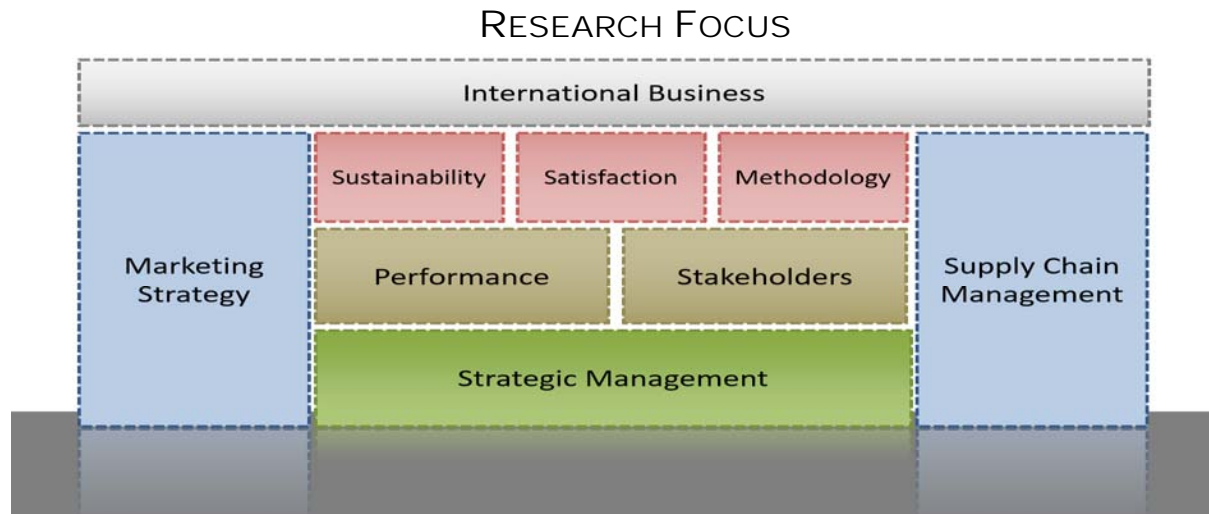 RESEARCH FOCUS
International Business
Sustainability
Satisfaction
Methodology
Marketing
Strategy
Performance
Stakeholders
Supply Chain
Management
Strategic Management